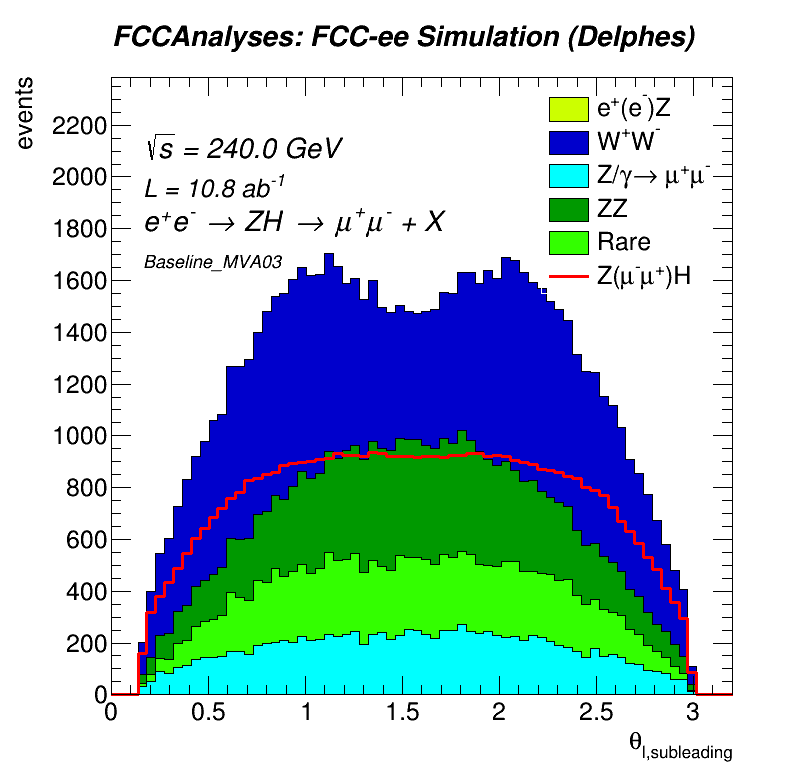 FCCAnalyses: FCC-ee Simulation (Delphes)
events
√s = 240.0 GeV
L = 10.8 ab⁻¹
e⁺e⁻ → ZH → μ⁺μ⁻ + X
Baseline_MVA03
e⁺(e⁻)Z
W⁺W⁻
Z/γ→ μ⁺μ⁻
ZZ
Rare
Z(μ⁻μ⁺)H
2200
2000
1800
1600
1400
1200
1000
800
600
400
200
0
0 0.5 1 1.5 2 2.5 3
θl,subleading